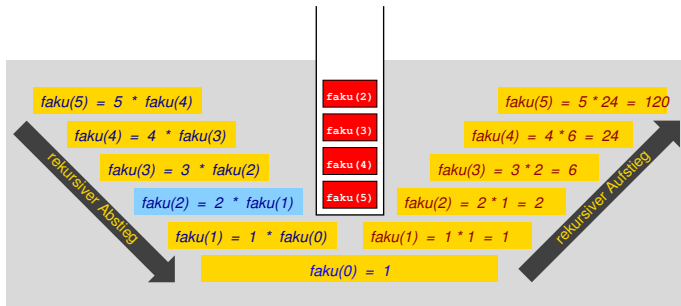 faku(2)
faku(5) = 5 * faku(4)
faku(5) = 5 * 24 = 120
faku(3)
faku(4) = 4 * faku(3)
faku(4) = 4 * 6 = 24
faku(4)
faku(3) = 3 * faku(2)
faku(3) = 3 * 2 = 6
faku(5)
faku(2) = 2 * faku(1)
faku(2) = 2 * 1 = 2
faku(1) = 1 * faku(0)
faku(1) = 1 * 1 = 1
faku(0) = 1
rekursiver Abstieg
rekursiver Aufstieg